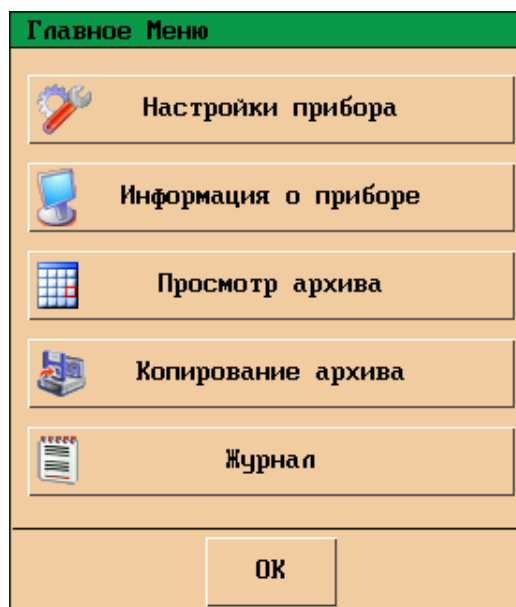 Главное Меню
Настройки прибора
Информация о приборе
Просмотр архива
Копирование архива
Журнал
OK